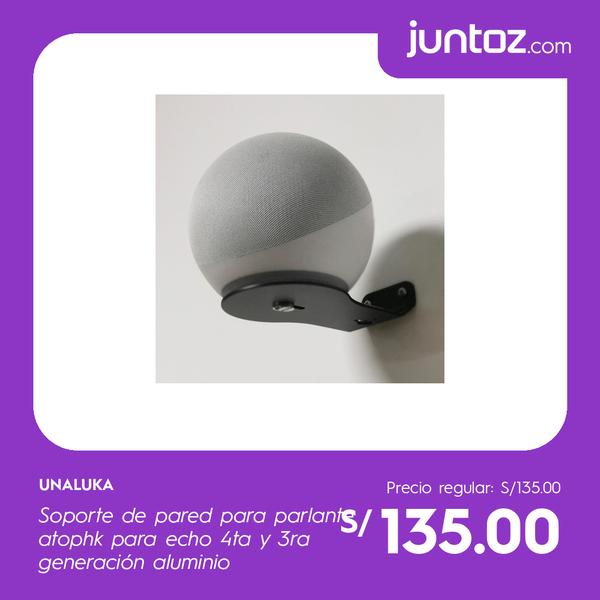 juntoz.com
UNALUKA
Soporte de pared para parlante
atophk para echo 4ta y 3ra
generación aluminio
Precio regular: S/135.00
S/ 135.00